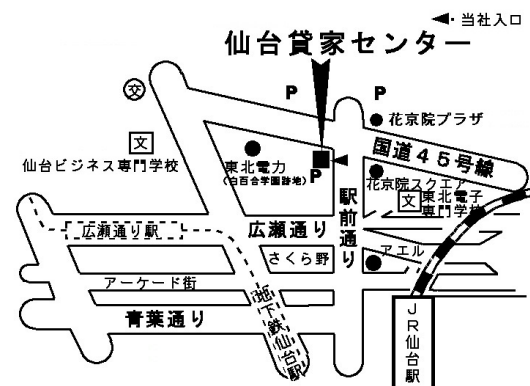 ◀・当社入口
仙台貸家センター
P
P
交
花京院プラザ
文
仙台ビジネス専門学校
東北電力
(白百合学園跡地)
P
国道45号線
花京院スクエア
文
東北電子
専門学校
駅前通り
広瀬通り駅
広瀬通り
さくら野
アエル
アーケード街
地下鉄仙台駅
青葉通り
JR仙台駅